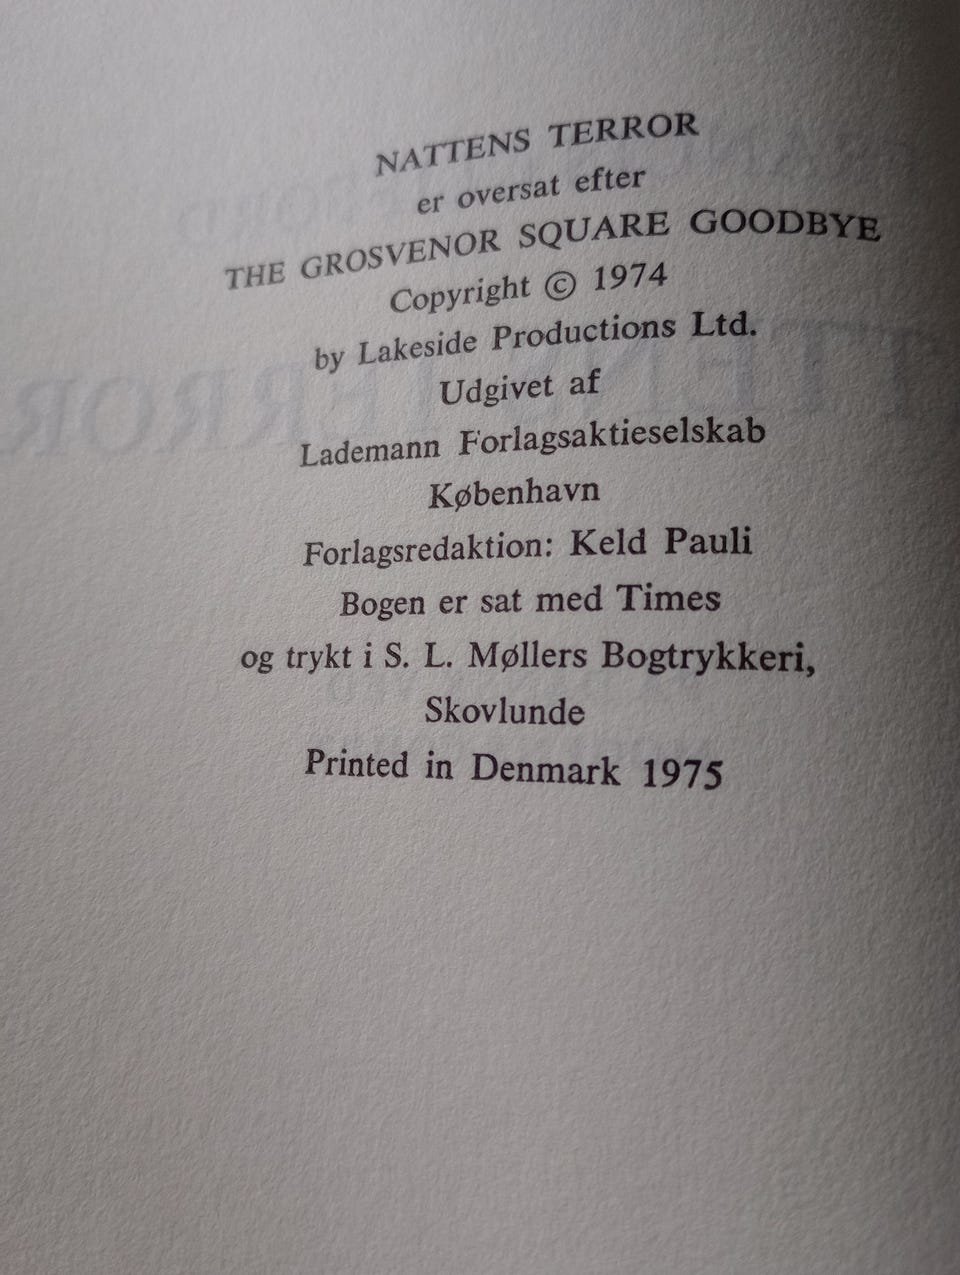 NATTENS TERROR
er oversat efter
THE GROSVENOR SQUARE GOODBYE
Copyright © 1974
by Lakeside Productions Ltd.
Udgivet af
Lademann Forlagsaktieselskab
København
Forlagsredaktion: Keld Pauli
Bogen er sat med Times
og trykt i S. L. Møllers Bogtrykkeri,
Skovlunde
Printed in Denmark 1975